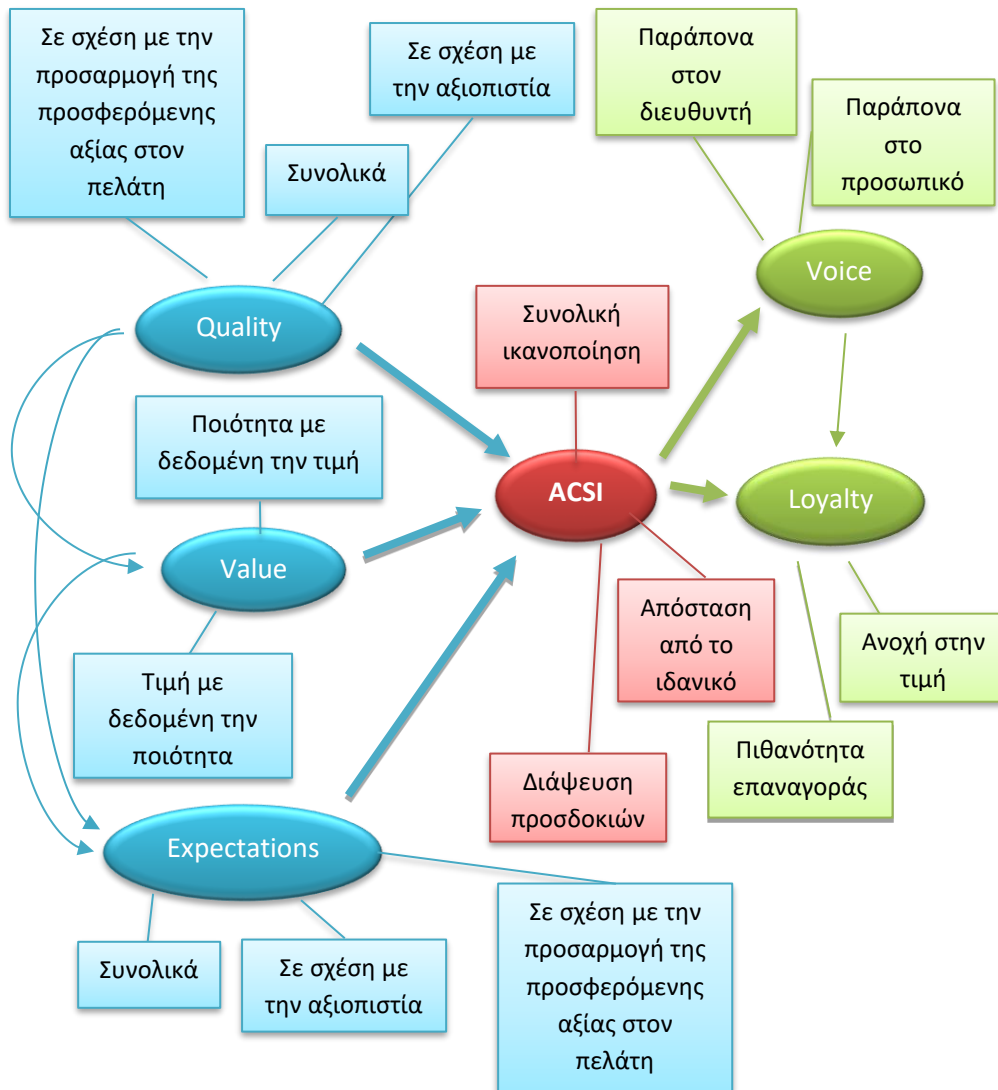 Σε σχέση με την
προσαρμογή της
προσφερόμενης
αξίας στον
πελάτη
Συνολικά
Σε σχέση με
την αξιοπιστία
Παράπονα
στον
διευθυντή
Παράπονα
στο
προσωπικό
Quality
Voice
Συνολική
ικανοποίηση
Ποιότητα με
δεδομένη την τιμή
ACSI
Loyalty
Value
Τιμή με
δεδομένη την
ποιότητα
Απόσταση
από το
ιδανικό
Ανοχή στην
τιμή
Διάψευση
προσδοκιών
Πιθανότητα
επαναγοράς
Expectations
Συνολικά
Σε σχέση με
την αξιοπιστία
Σε σχέση με την
προσαρμογή της
προσφερόμενης
αξίας στον
πελάτη